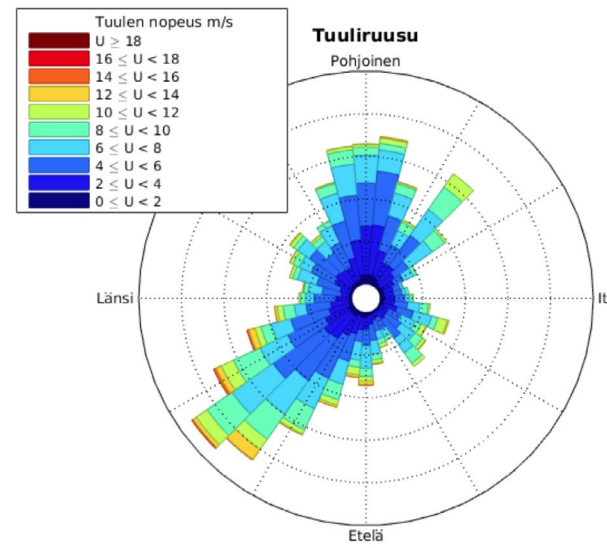 Tuulen nopeus m/s
U ≥ 18
16 ≤ U < 18
14 ≤ U < 16
12 ≤ U < 14
10 ≤ U < 12
8 ≤ U < 10
6 ≤ U < 8
4 ≤ U < 6
2 ≤ U < 4
0 ≤ U < 2
Tuuliruusu
Pohjoinen
Länsi
It
Etelä